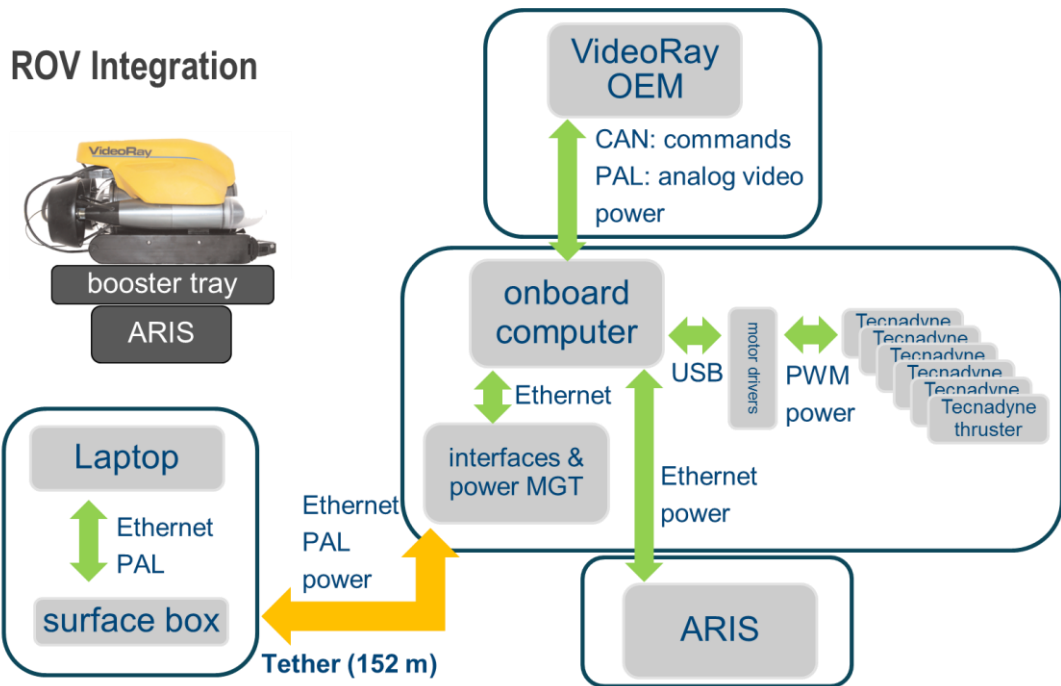 ROV Integration
VideoRay
booster tray
ARIS
VideoRay
OEM
CAN: commands
PAL: analog video
power
onboard
computer
USB
motor drivers
PWM
power
Tecnadyne
Tecnadyne
Tecnadyne
Tecnadyne
Tecnadyne
Tecnadyne
thruster
Ethernet
interfaces &
power MGT
Ethernet
power
Laptop
Ethernet
PAL
surface box
Ethernet
PAL
power
Tether (152 m)
ARIS